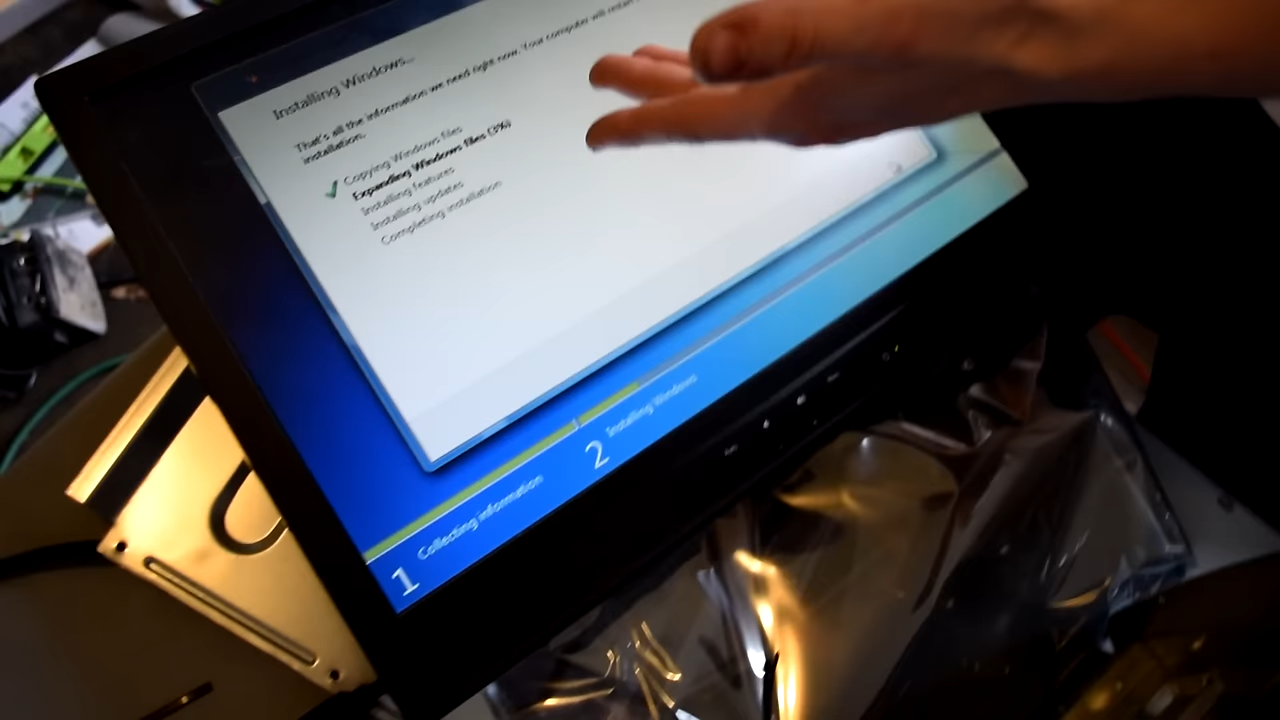 Installing Windows...
That's all the information we need right now. Your computer will restart
installation.
Copying Windows files
Expanding Windows files (3%)
Installing features
Installing updates
Completing installation
1 Collecting information
2 Installing Windows